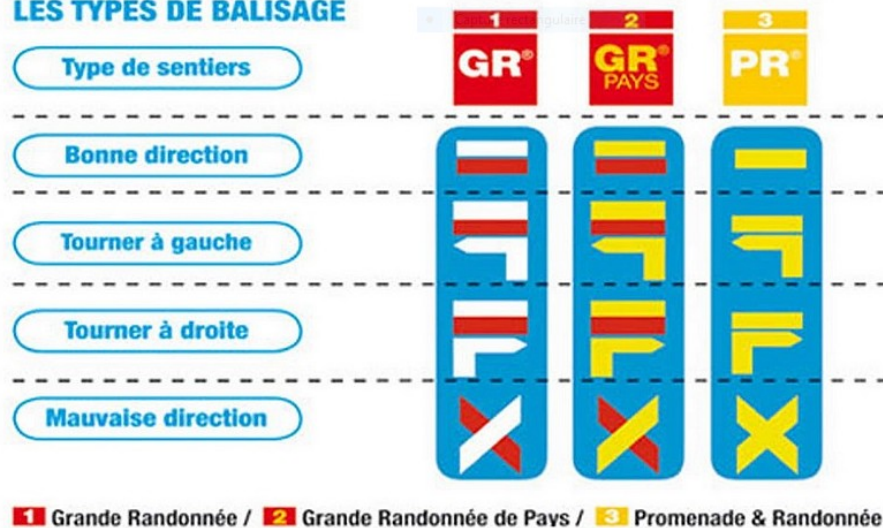 LES TYPES DE BALISAGE
1 2 3
Type de sentiers GR® GR® PAYS PR®
Bonne direction
Tourner à gauche
Tourner à droite
Mauvaise direction
1 Grande Randonnée / 2 Grande Randonnée de Pays / 3 Promenade & Randonnée